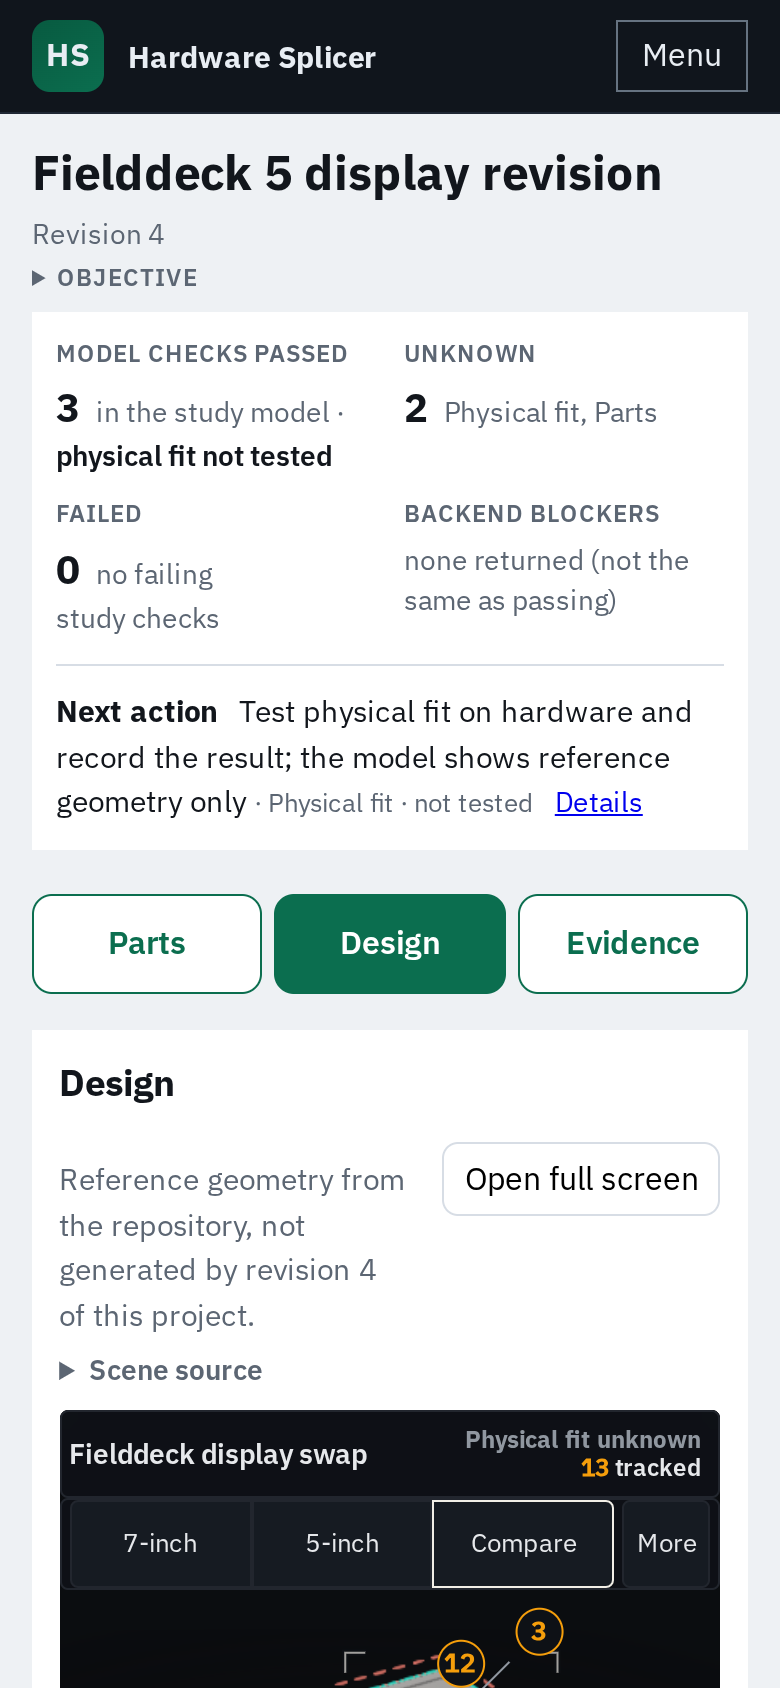 HS Hardware Splicer Menu
Fielddeck 5 display revision
Revision 4
▶ OBJECTIVE
MODEL CHECKS PASSED
3 in the study model ·
physical fit not tested
UNKNOWN
2 Physical fit, Parts
FAILED
0 no failing
study checks
BACKEND BLOCKERS
none returned (not the
same as passing)
Next action Test physical fit on hardware and
record the result; the model shows reference
geometry only · Physical fit · not tested Details
Parts Design Evidence
Design
Reference geometry from
the repository, not
generated by revision 4
of this project.
Open full screen
▶ Scene source
Fielddeck display swap
Physical fit unknown
13 tracked
7-inch 5-inch Compare More
3
12